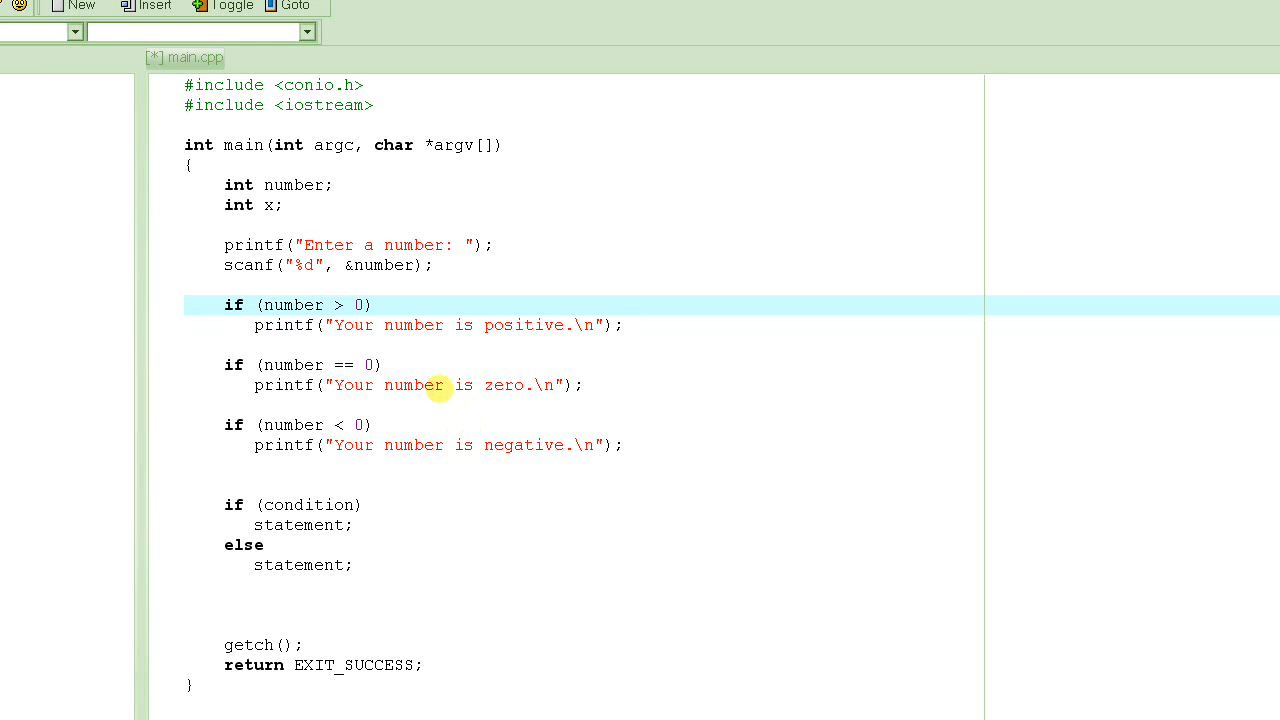 New Insert Toggle Goto
[*] main.cpp
#include <conio.h>
#include <iostream>
int main(int argc, char *argv[])
{
int number;
int x;
printf("Enter a number: ");
scanf("%d", &number);
if (number > 0)
printf("Your number is positive.\n");
if (number == 0)
printf("Your number is zero.\n");
if (number < 0)
printf("Your number is negative.\n");
if (condition)
statement;
else
statement;
getch();
return EXIT_SUCCESS;
}